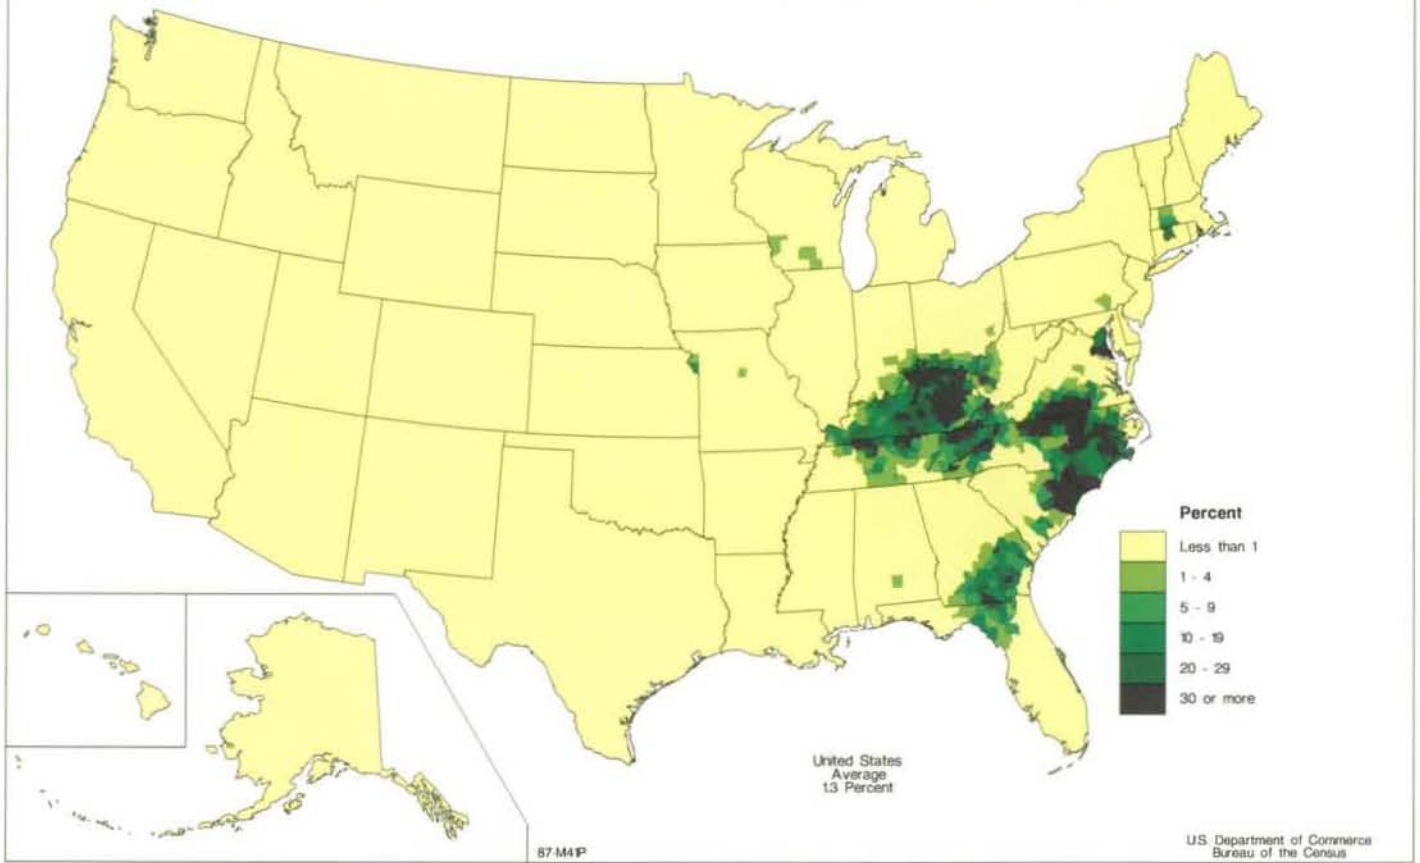 Percent
Less than 1
1 - 4
5 - 9
10 - 19
20 - 29
30 or more
United States
Average
1.3 Percent
87-M41P
U.S. Department of Commerce
Bureau of the Census